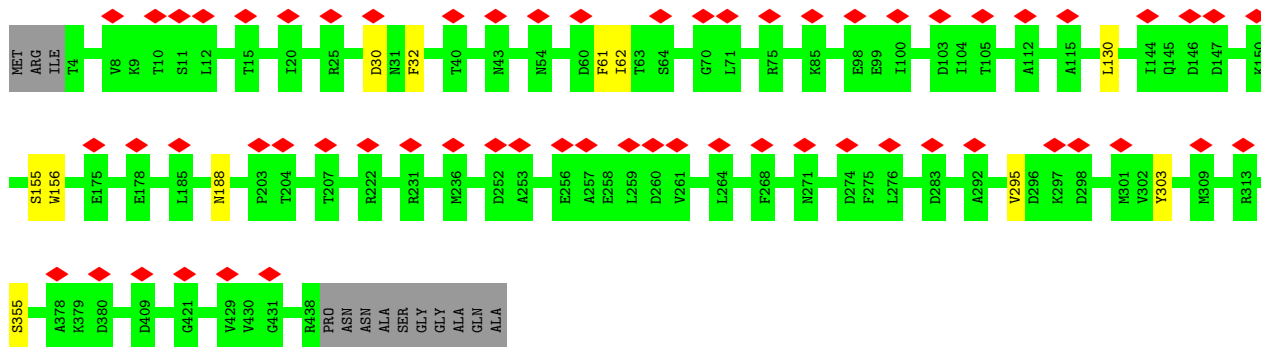 MET ARG ILE T4 V8 K9 T10 S11 L12 T15 I20 R25 D30 N31 F32 T40 N43 N54 D60 F61 I62 T63 S64 G70 L71 R75 K85 E98 E99 I100 D103 I104 T105 A112 A115 L130 I144 Q145 D146 D147 K150
S155 W156 E175 E178 L185 N188 P203 T204 T207 R222 R231 M236 D252 A253 E256 A257 E258 L259 D260 V261 L264 F268 N271 D274 F275 L276 D283 A292 V295 D296 K297 D298 M301 V302 Y303 M309 R313
S355 A378 K379 D380 D409 G421 V429 V430 G431 R438 PRO ASN ASN ALA SER GLY GLY ALA GLN ALA